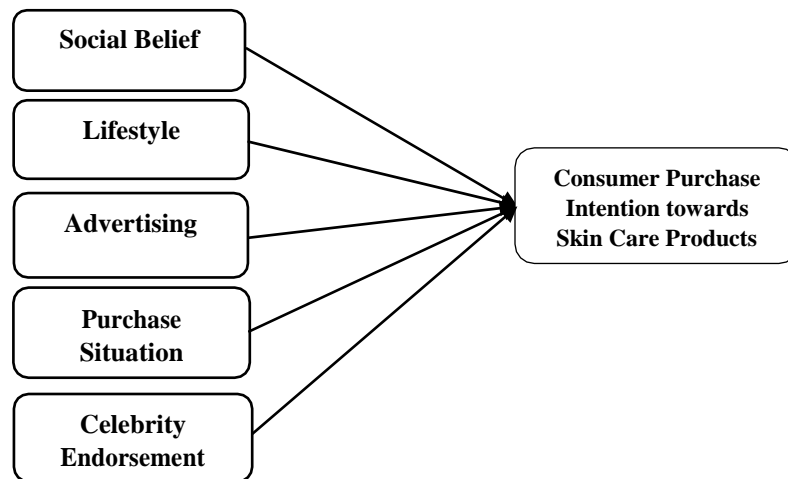 Social Belief
Lifestyle
Advertising
Purchase
Situation
Celebrity
Endorsement
Consumer Purchase
Intention towards
Skin Care Products